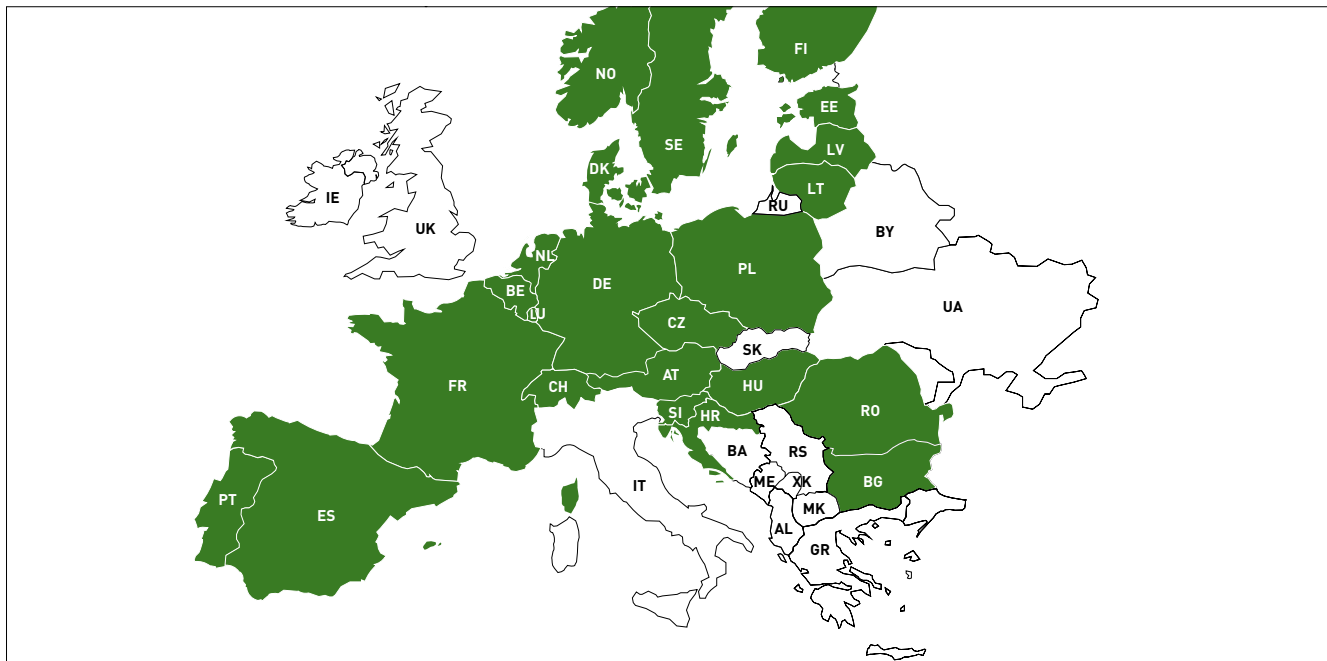 FI
NO
EE
SE
LV
DK
LT
IE
RU
UK
BY
NL
PL
DE
BE
UA
LU
CZ
SK
AT
FR
CH
HU
RO
SI
HR
BA
RS
ME
XK
BG
IT
PT
MK
ES
AL
GR